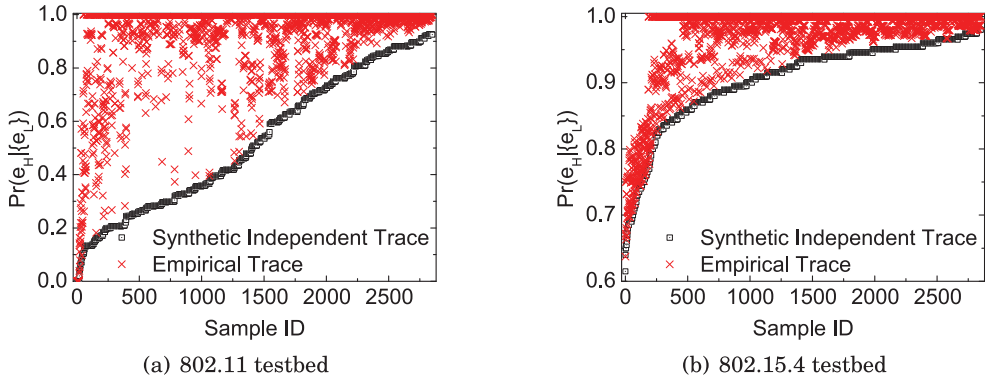 1.0
0.8
0.6
0.4
0.2
0.0
Pr(e_H|{e_L})
Synthetic Independent Trace
Empirical Trace
0 500 1000 1500 2000 2500
Sample ID
(a) 802.11 testbed
1.0
0.9
0.8
0.7
0.6
Pr(e_H|{e_L})
Synthetic Independent Trace
Empirical Trace
0 500 1000 1500 2000 2500
Sample ID
(b) 802.15.4 testbed